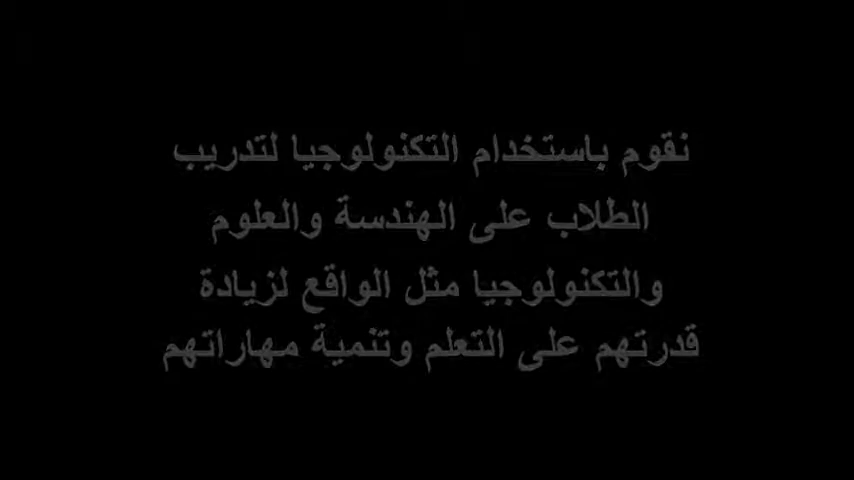 نقوم باستخدام التكنولوجيا لتدريب
الطلاب على الهندسة والعلوم
والتكنولوجيا مثل الواقع لزيادة
قدرتهم على التعلم وتنمية مهاراتهم